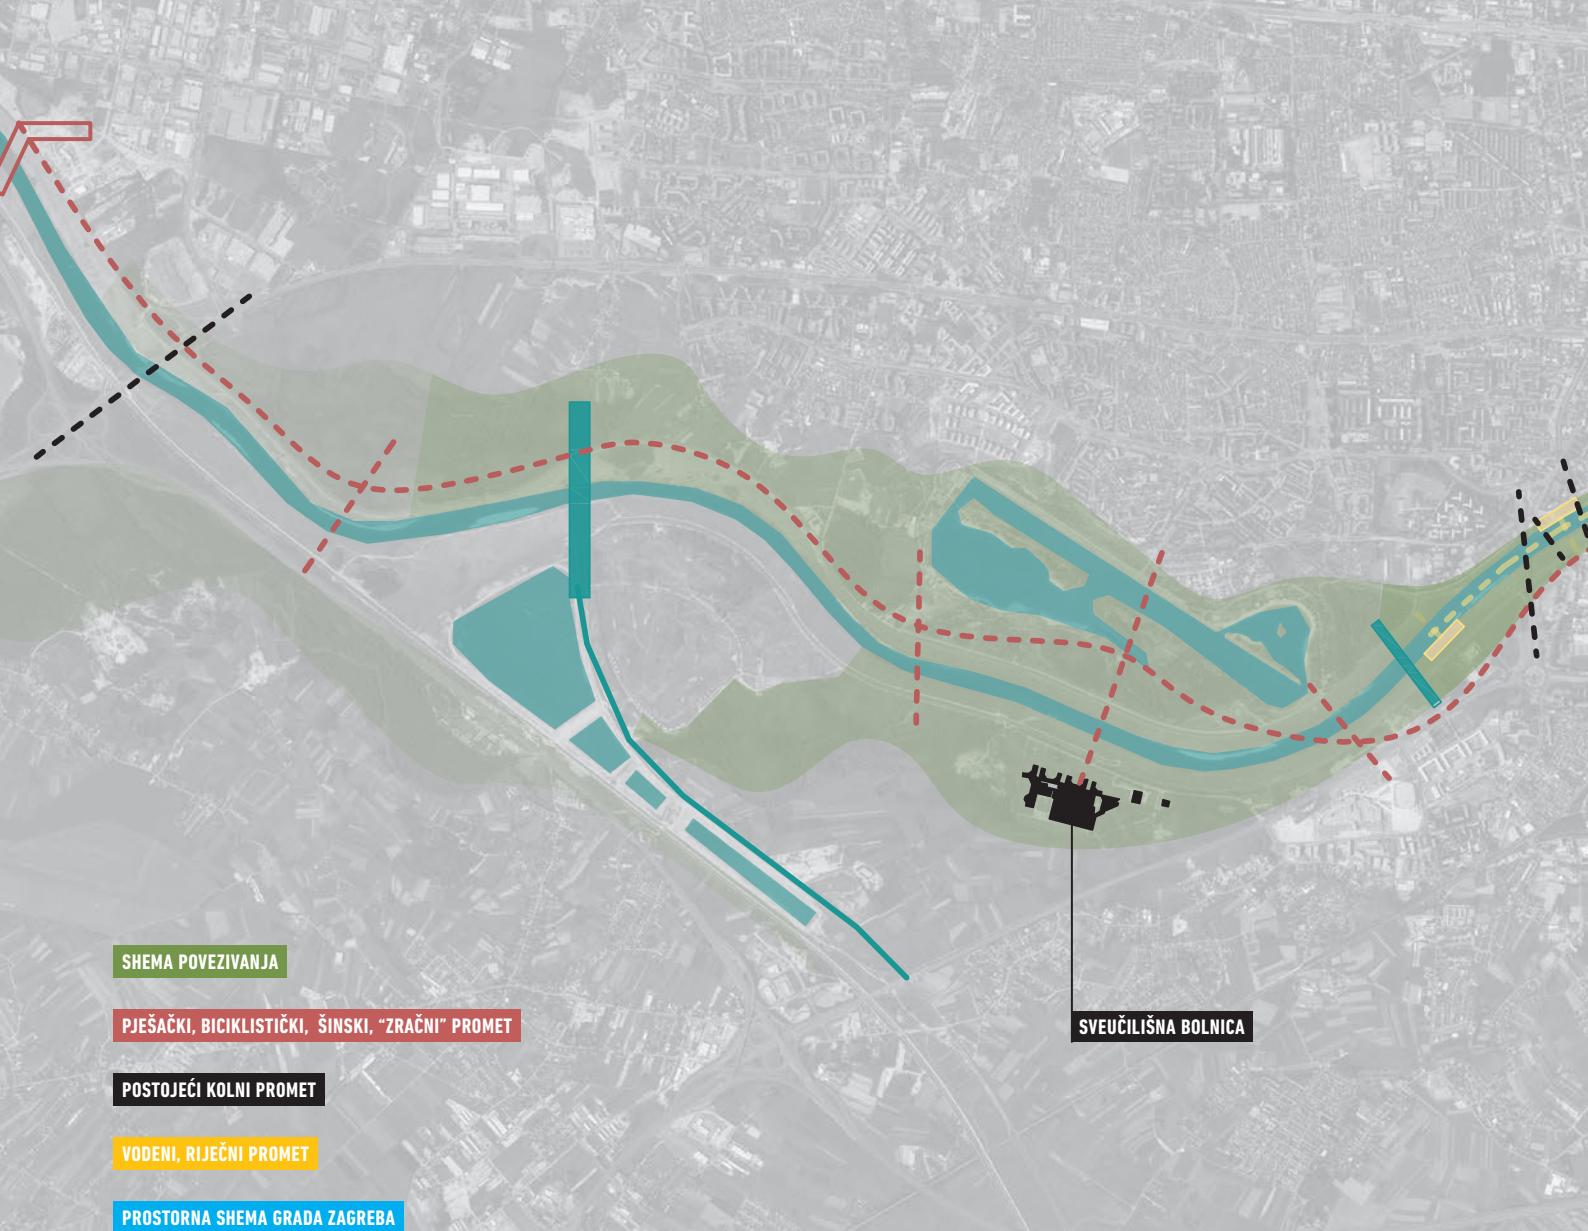 SHEMA POVEZIVANJA
PJEŠAČKI, BICIKLISTIČKI, ŠINSKI, “ZRAČNI” PROMET
SVEUČILIŠNA BOLNICA
POSTOJEĆI KOLNI PROMET
VODENI, RIJEČNI PROMET
PROSTORNA SHEMA GRADA ZAGREBA